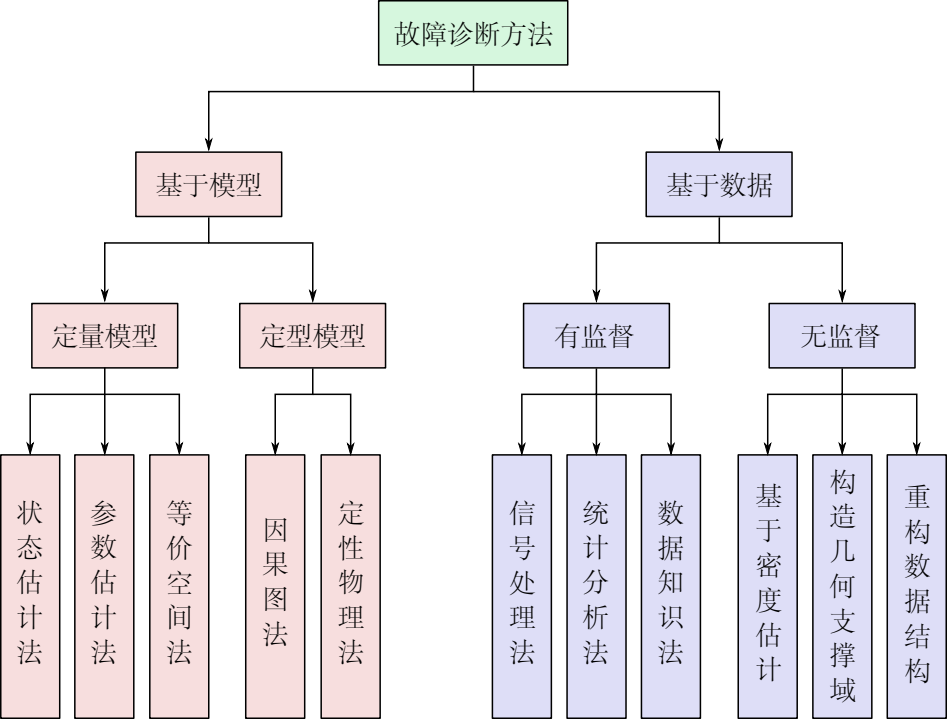 故障诊断方法
基于模型
基于数据
定量模型
定型模型
有监督
无监督
状态估计法
参数估计法
等价空间法
因果图法
定性物理法
信号处理法
统计分析法
数据知识法
基于密度估计
构造几何支撑域
重构数据结构